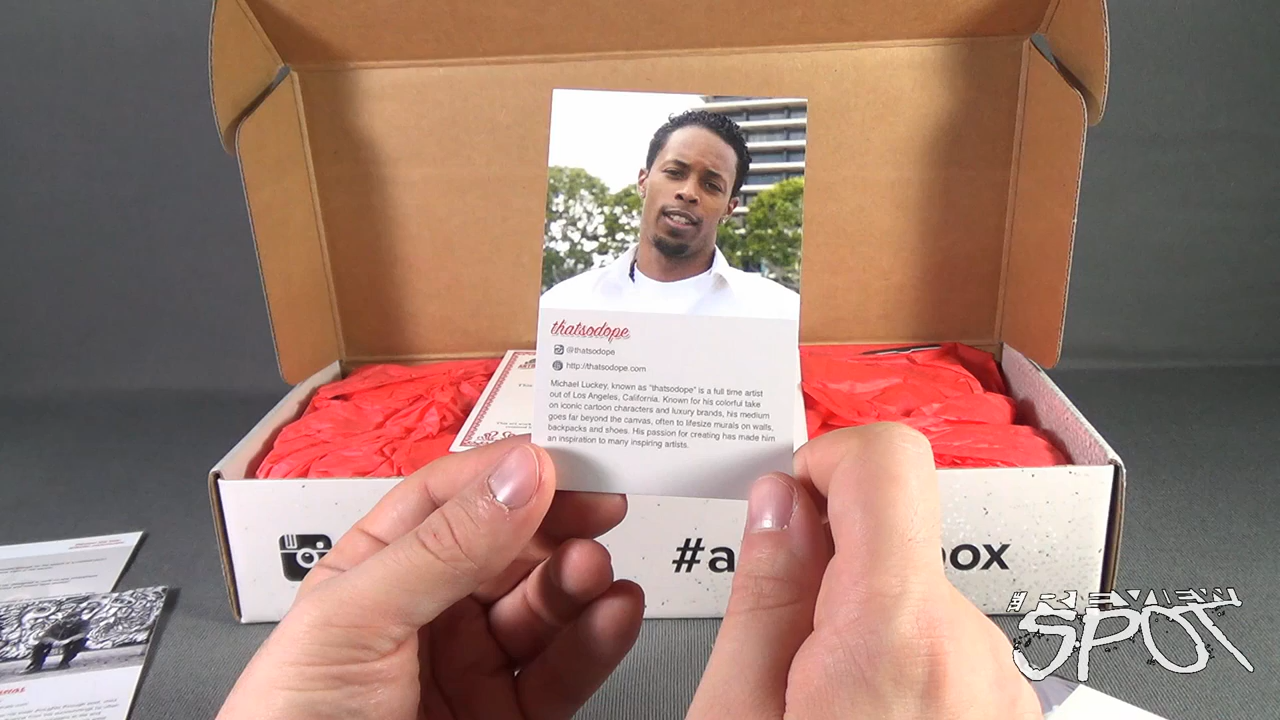 thatsodope
@thatsodope
http://thatsodope.com
Michael Luckey, known as "thatsodope" is a full time artist
out of Los Angeles, California. Known for his colorful take
on iconic cartoon characters and luxury brands, his medium
goes far beyond the canvas, often to lifesize murals on walls,
backpacks and shoes. His passion for creating has made him
an inspiration to many inspiring artists.
#a
ox
THE REVIEW
SPOT